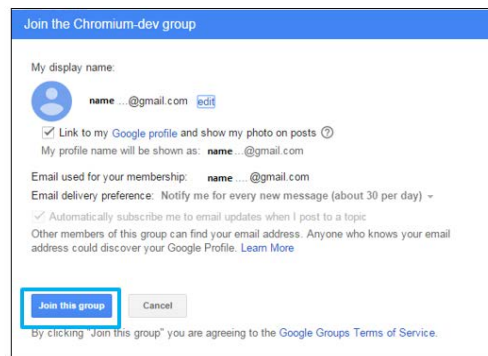 Join the Chromium-dev group
My display name:
name ...@gmail.com edit
Link to my Google profile and show my photo on posts ?
My profile name will be shown as: name...@gmail.com
Email used for your membership: name ....@gmail.com
Email delivery preference: Notify me for every new message (about 30 per day)
Automatically subscribe me to email updates when I post to a topic
Other members of this group can find your email address. Anyone who knows your email
address could discover your Google Profile. Learn More
Join this group Cancel
By clicking "Join this group" you are agreeing to the Google Groups Terms of Service.